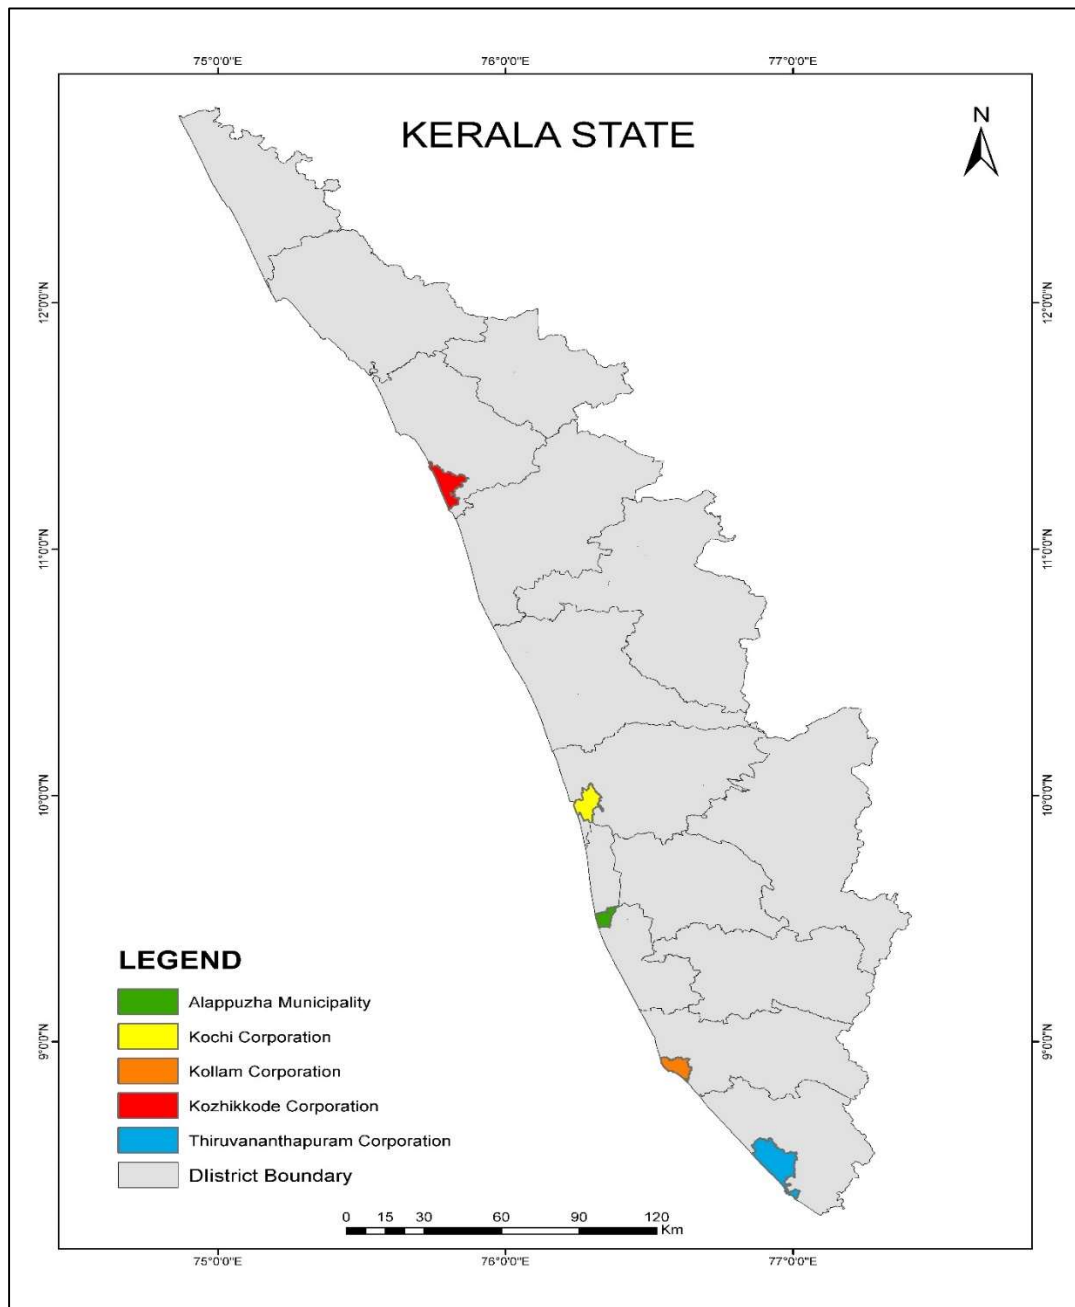 75°0'0"E 76°0'0"E 77°0'0"E
KERALA STATE
N
12°0'0"N 12°0'0"N
11°0'0"N 11°0'0"N
10°0'0"N 10°0'0"N
9°0'0"N 9°0'0"N
LEGEND
Alappuzha Municipality
Kochi Corporation
Kollam Corporation
Kozhikkode Corporation
Thiruvananthapuram Corporation
DIistrict Boundary
0 15 30 60 90 120
Km
75°0'0"E 76°0'0"E 77°0'0"E